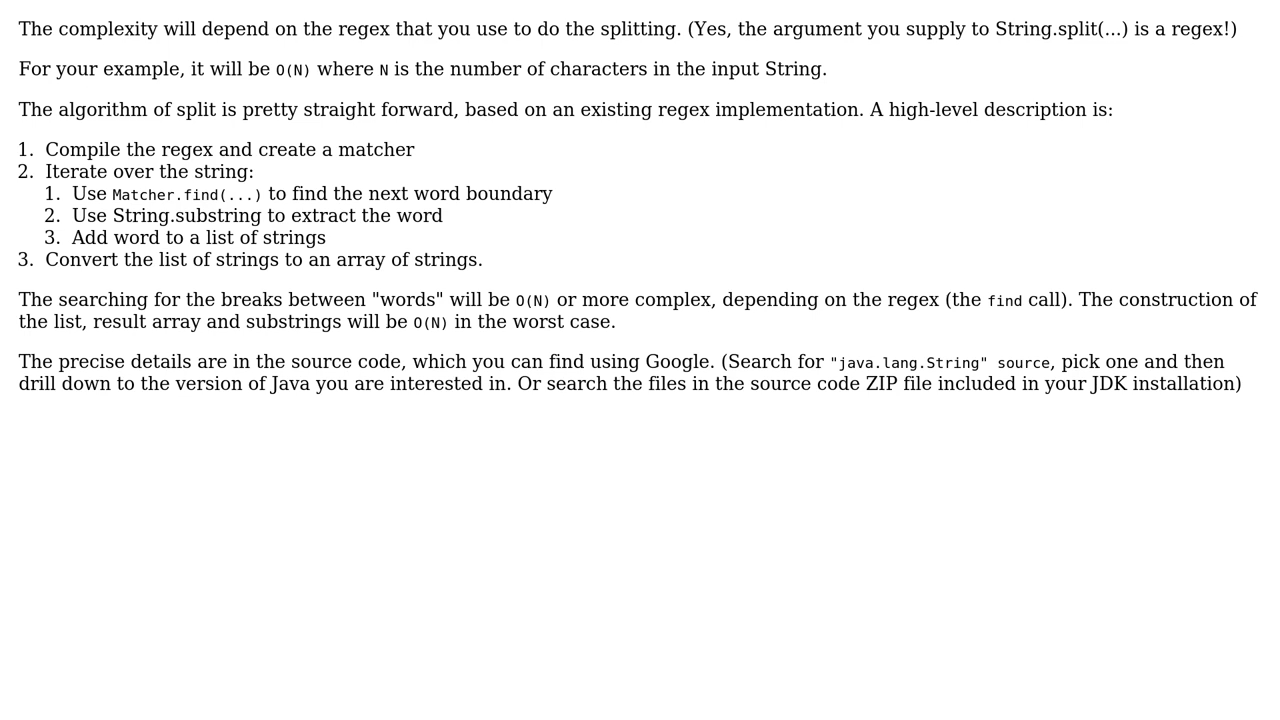 The complexity will depend on the regex that you use to do the splitting. (Yes, the argument you supply to String.split(...) is a regex!)
For your example, it will be O(N) where N is the number of characters in the input String.
The algorithm of split is pretty straight forward, based on an existing regex implementation. A high-level description is:
1. Compile the regex and create a matcher
2. Iterate over the string:
1. Use Matcher.find(...) to find the next word boundary
2. Use String.substring to extract the word
3. Add word to a list of strings
3. Convert the list of strings to an array of strings.
The searching for the breaks between "words" will be O(N) or more complex, depending on the regex (the find call). The construction of
the list, result array and substrings will be O(N) in the worst case.
The precise details are in the source code, which you can find using Google. (Search for "java.lang.String" source, pick one and then
drill down to the version of Java you are interested in. Or search the files in the source code ZIP file included in your JDK installation)